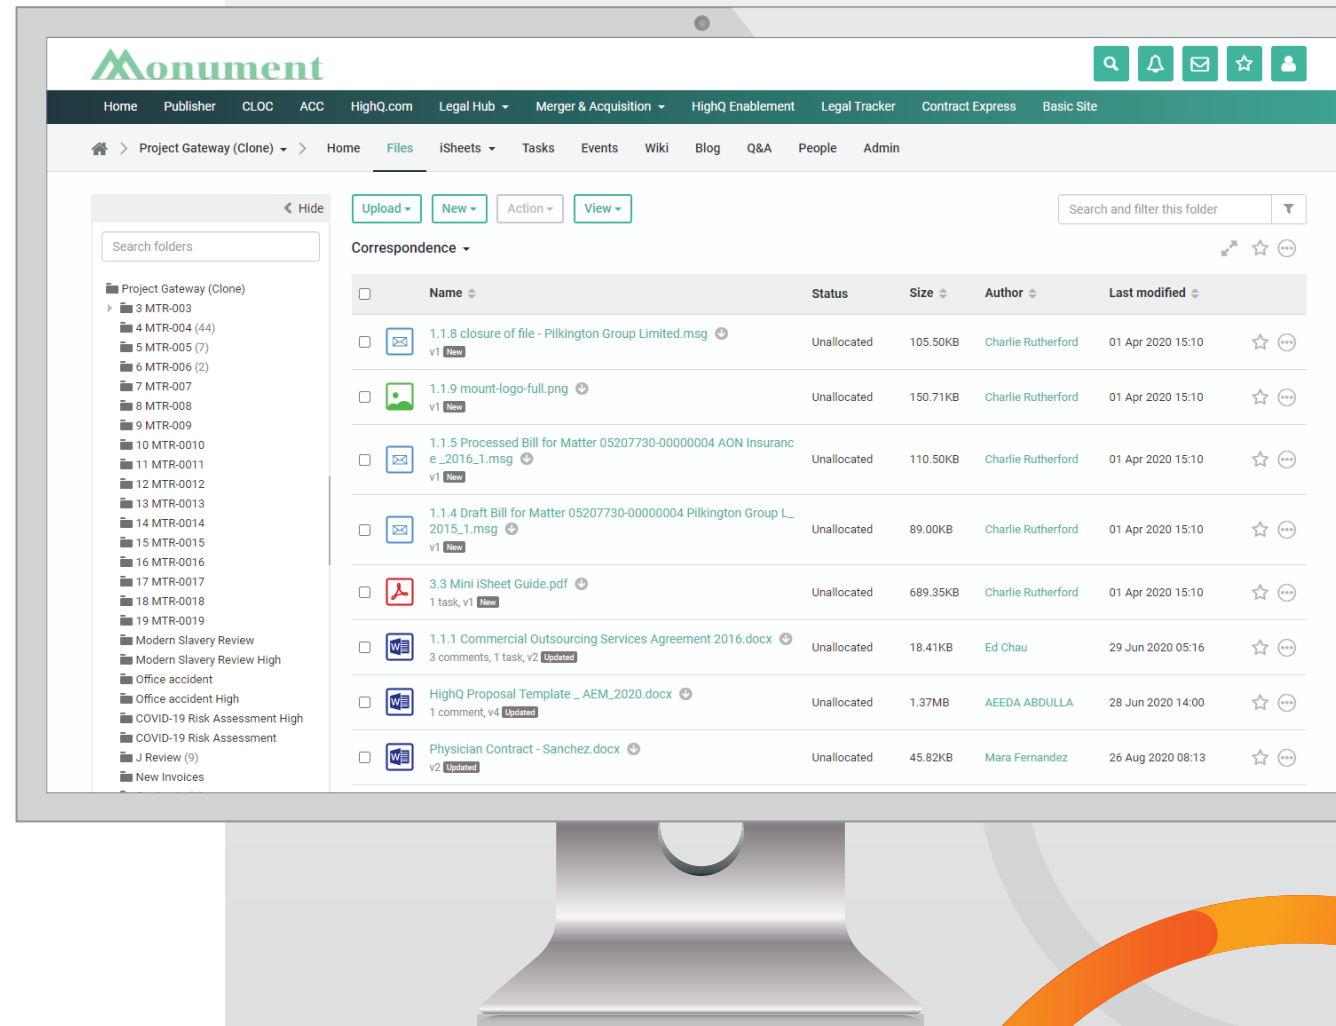 Monument
Home Publisher CLOC ACC HighQ.com Legal Hub Merger & Acquisition HighQ Enablement Legal Tracker Contract Express Basic Site
Project Gateway (Clone) Home Files iSheets Tasks Events Wiki Blog Q&A People Admin
Hide
Search folders
Project Gateway (Clone)
3 MTR-003
4 MTR-004 (44)
5 MTR-005 (7)
6 MTR-006 (2)
7 MTR-007
8 MTR-008
9 MTR-009
10 MTR-0010
11 MTR-0011
12 MTR-0012
13 MTR-0013
14 MTR-0014
15 MTR-0015
16 MTR-0016
17 MTR-0017
18 MTR-0018
19 MTR-0019
Modern Slavery Review
Modern Slavery Review High
Office accident
Office accident High
COVID-19 Risk Assessment High
COVID-19 Risk Assessment
J Review (9)
New Invoices
Upload New Action View
Search and filter this folder
Correspondence
Name Status Size Author Last modified
1.1.8 closure of file - Pilkington Group Limited.msg
v1 New
Unallocated 105.50KB Charlie Rutherford 01 Apr 2020 15:10
1.1.9 mount-logo-full.png
v1 New
Unallocated 150.71KB Charlie Rutherford 01 Apr 2020 15:10
1.1.5 Processed Bill for Matter 05207730-00000004 AON Insuranc
e _2016_1.msg
v1 New
Unallocated 110.50KB Charlie Rutherford 01 Apr 2020 15:10
1.1.4 Draft Bill for Matter 05207730-00000004 Pilkington Group L_
2015_1.msg
v1 New
Unallocated 89.00KB Charlie Rutherford 01 Apr 2020 15:10
3.3 Mini iSheet Guide.pdf
1 task, v1 New
Unallocated 689.35KB Charlie Rutherford 01 Apr 2020 15:10
1.1.1 Commercial Outsourcing Services Agreement 2016.docx
3 comments, 1 task, v2 Updated
Unallocated 18.41KB Ed Chau 29 Jun 2020 05:16
HighQ Proposal Template _ AEM_2020.docx
1 comment, v4 Updated
Unallocated 1.37MB AEEDA ABDULLA 28 Jun 2020 14:00
Physician Contract - Sanchez.docx
v2 Updated
Unallocated 45.82KB Mara Fernandez 26 Aug 2020 08:13